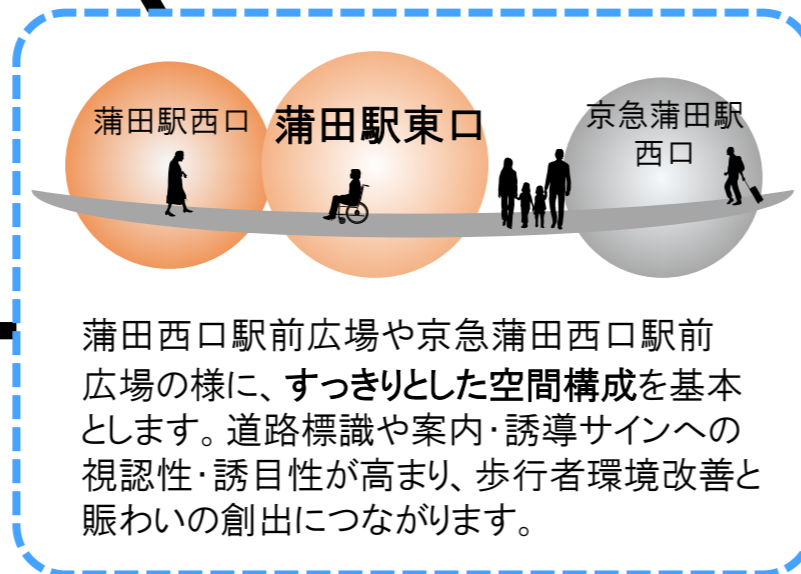 蒲田駅西口
蒲田駅東口
京急蒲田駅
西口
蒲田西口駅前広場や京急蒲田西口駅前
広場の様に、すっきりとした空間構成を基本
とします。道路標識や案内・誘導サインへの
視認性・誘目性が高まり、歩行者環境改善と
賑わいの創出につながります。